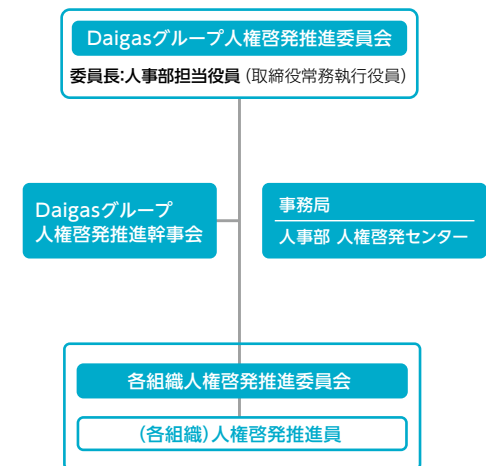 Daigasグループ人権啓発推進委員会
委員長:人事部担当役員(取締役常務執行役員)
Daigasグループ
人権啓発推進幹事会
事務局
人事部 人権啓発センター
各組織人権啓発推進委員会
(各組織)人権啓発推進員